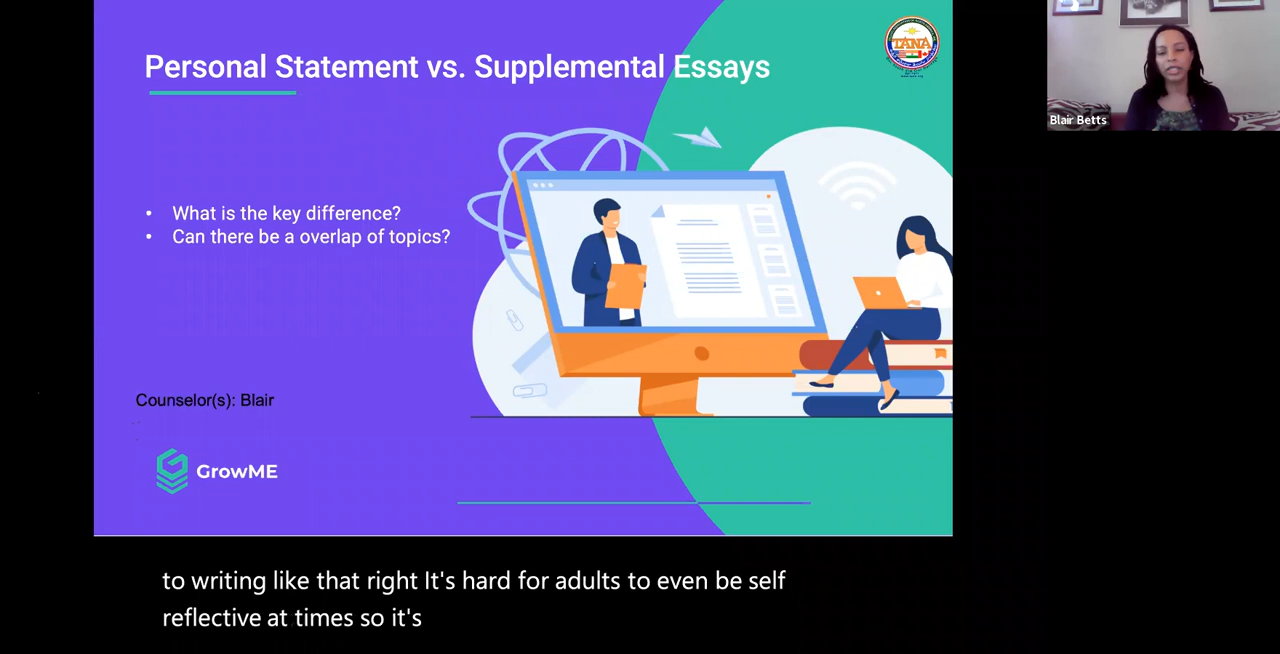 Personal Statement vs. Supplemental Essays
TANA
Blair Betts
• What is the key difference?
• Can there be a overlap of topics?
Counselor(s): Blair
GrowME
to writing like that right It's hard for adults to even be self
reflective at times so it's